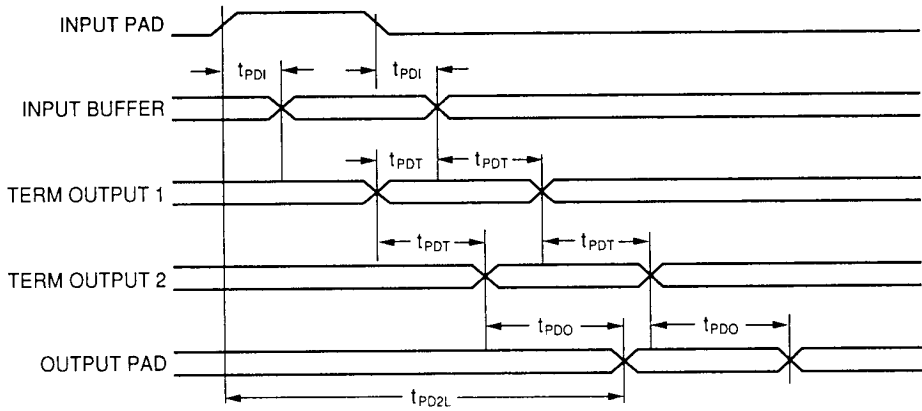 INPUT PAD
tPDI tPDI
INPUT BUFFER
tPDT tPDT
TERM OUTPUT 1
tPDT tPDT
TERM OUTPUT 2
tPDO tPDO
OUTPUT PAD
tPD2L